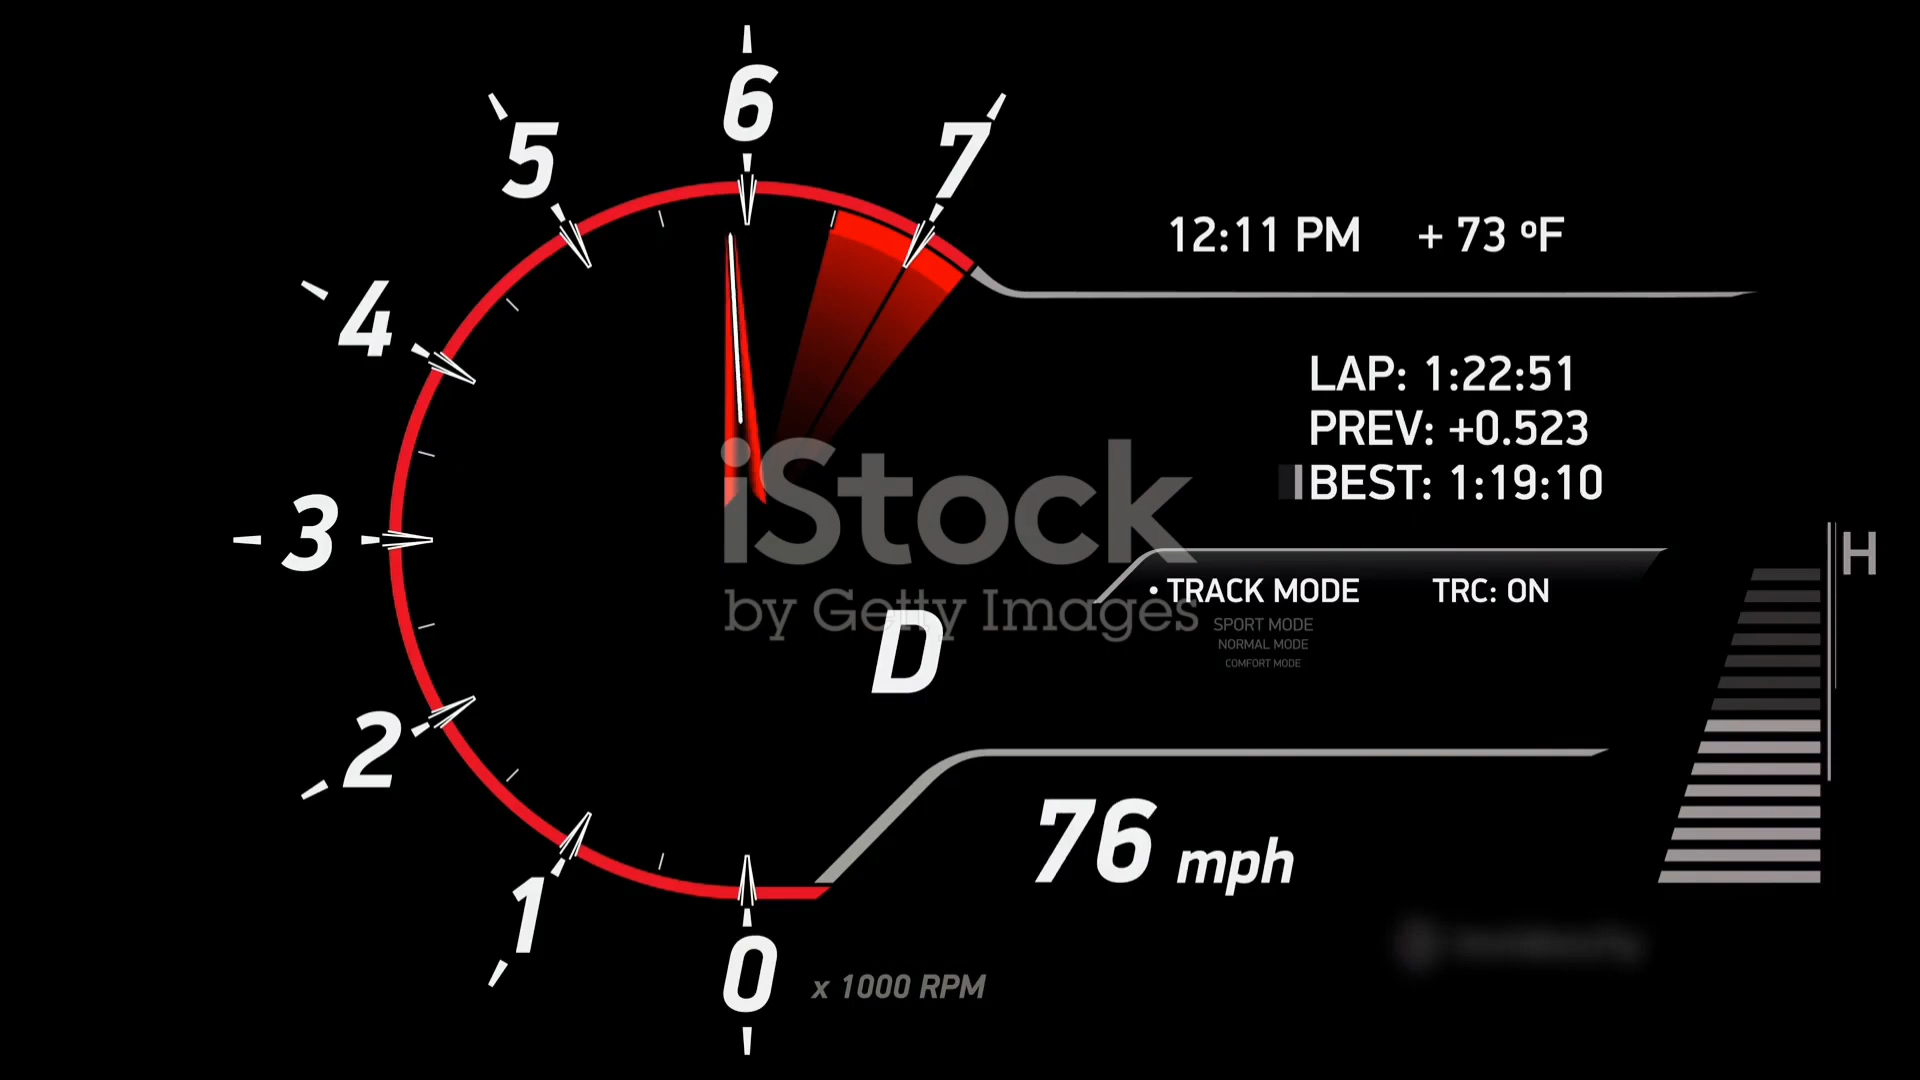 6
5
7
4
3
2
1
0
x 1000 RPM
12:11 PM + 73 ºF
LAP: 1:22:51
PREV: +0.523
BEST: 1:19:10
H
TRACK MODE TRC: ON
SPORT MODE
NORMAL MODE
COMFORT MODE
D
76 mph
iStock
by Getty Images